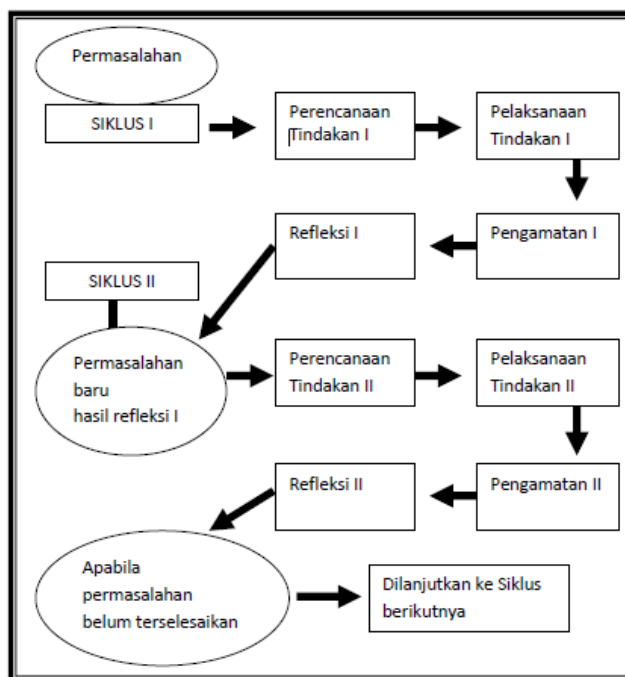 Permasalahan
SIKLUS I
Perencanaan
Tindakan I
Pelaksanaan
Tindakan I
Pengamatan I
Refleksi I
SIKLUS II
Permasalahan
baru
hasil refleksi I
Perencanaan
Tindakan II
Pelaksanaan
Tindakan II
Pengamatan II
Refleksi II
Apabila
permasalahan
belum terselesaikan
Dilanjutkan ke Siklus
berikutnya